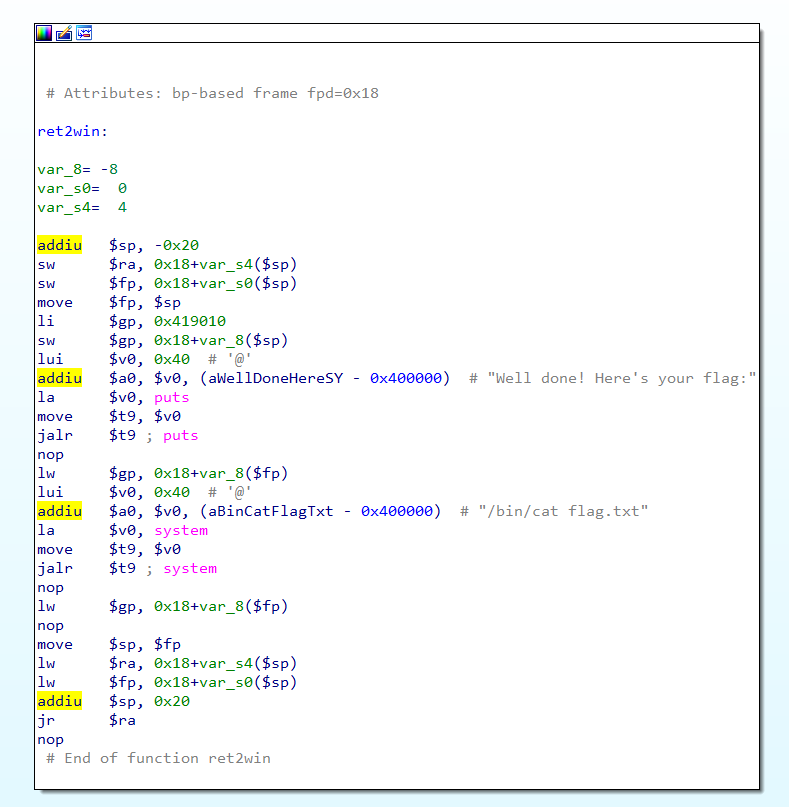 # Attributes: bp-based frame fpd=0x18
ret2win:
var_8= -8
var_s0=  0
var_s4=  4
addiu   $sp, -0x20
sw      $ra, 0x18+var_s4($sp)
sw      $fp, 0x18+var_s0($sp)
move    $fp, $sp
li      $gp, 0x419010
sw      $gp, 0x18+var_8($sp)
lui     $v0, 0x40  # '@'
addiu   $a0, $v0, (aWellDoneHereSY - 0x400000)  # "Well done! Here's your flag:"
la      $v0, puts
move    $t9, $v0
jalr    $t9 ; puts
nop
lw      $gp, 0x18+var_8($fp)
lui     $v0, 0x40  # '@'
addiu   $a0, $v0, (aBinCatFlagTxt - 0x400000)  # "/bin/cat flag.txt"
la      $v0, system
move    $t9, $v0
jalr    $t9 ; system
nop
lw      $gp, 0x18+var_8($fp)
nop
move    $sp, $fp
lw      $ra, 0x18+var_s4($sp)
lw      $fp, 0x18+var_s0($sp)
addiu   $sp, 0x20
jr      $ra
nop
# End of function ret2win